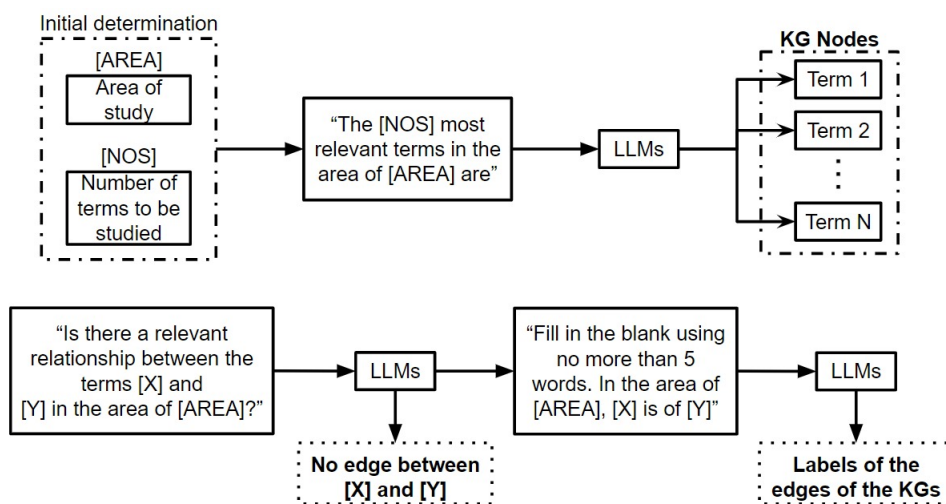 Initial determination
[AREA]
Area of
study
[NOS]
Number of
terms to be
studied
“The [NOS] most
relevant terms in the
area of [AREA] are”
LLMs
KG Nodes
Term 1
Term 2
⋮
Term N
“Is there a relevant
relationship between the
terms [X] and
[Y] in the area of [AREA]?”
LLMs
No edge between
[X] and [Y]
“Fill in the blank using
no more than 5
words. In the area of
[AREA], [X] is of [Y]”
LLMs
Labels of the
edges of the KGs